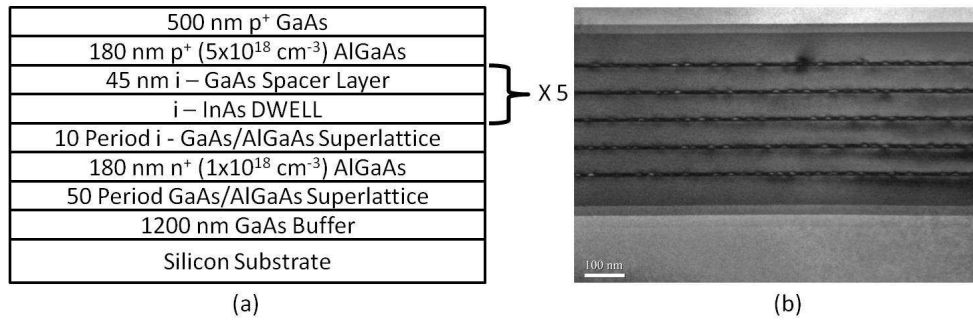 500 nm p⁺ GaAs
180 nm p⁺ (5x10¹⁸ cm⁻³) AlGaAs
45 nm i – GaAs Spacer Layer
i – InAs DWELL
X 5
10 Period i - GaAs/AlGaAs Superlattice
180 nm n⁺ (1x10¹⁸ cm⁻³) AlGaAs
50 Period GaAs/AlGaAs Superlattice
1200 nm GaAs Buffer
Silicon Substrate
(a)
100 nm
(b)